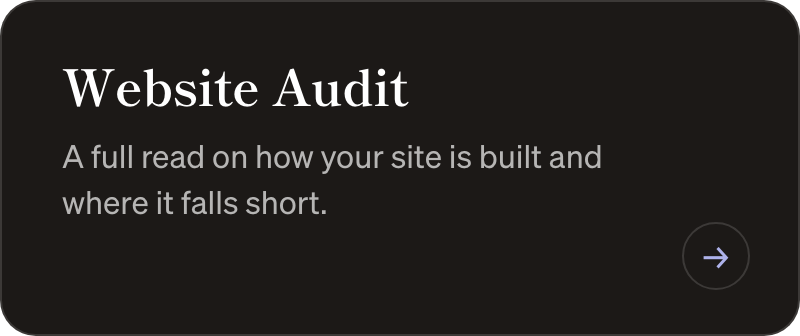 Website Audit
A full read on how your site is built and
where it falls short.